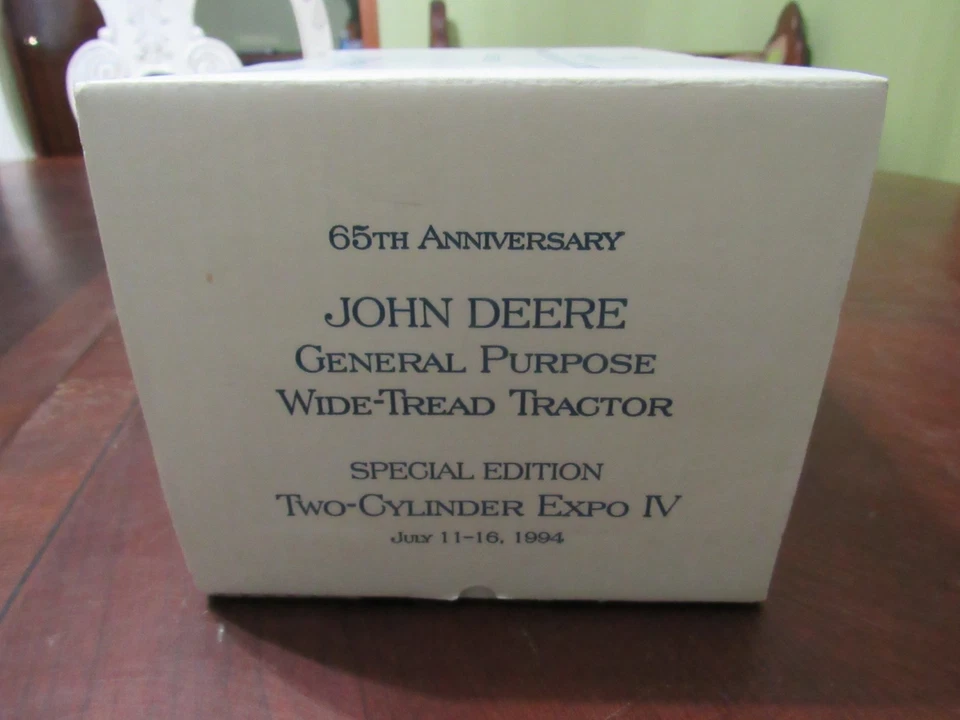 65TH ANNIVERSARY
JOHN DEERE
GENERAL PURPOSE
WIDE-TREAD TRACTOR
SPECIAL EDITION
TWO-CYLINDER EXPO IV
JULY 11-16, 1994